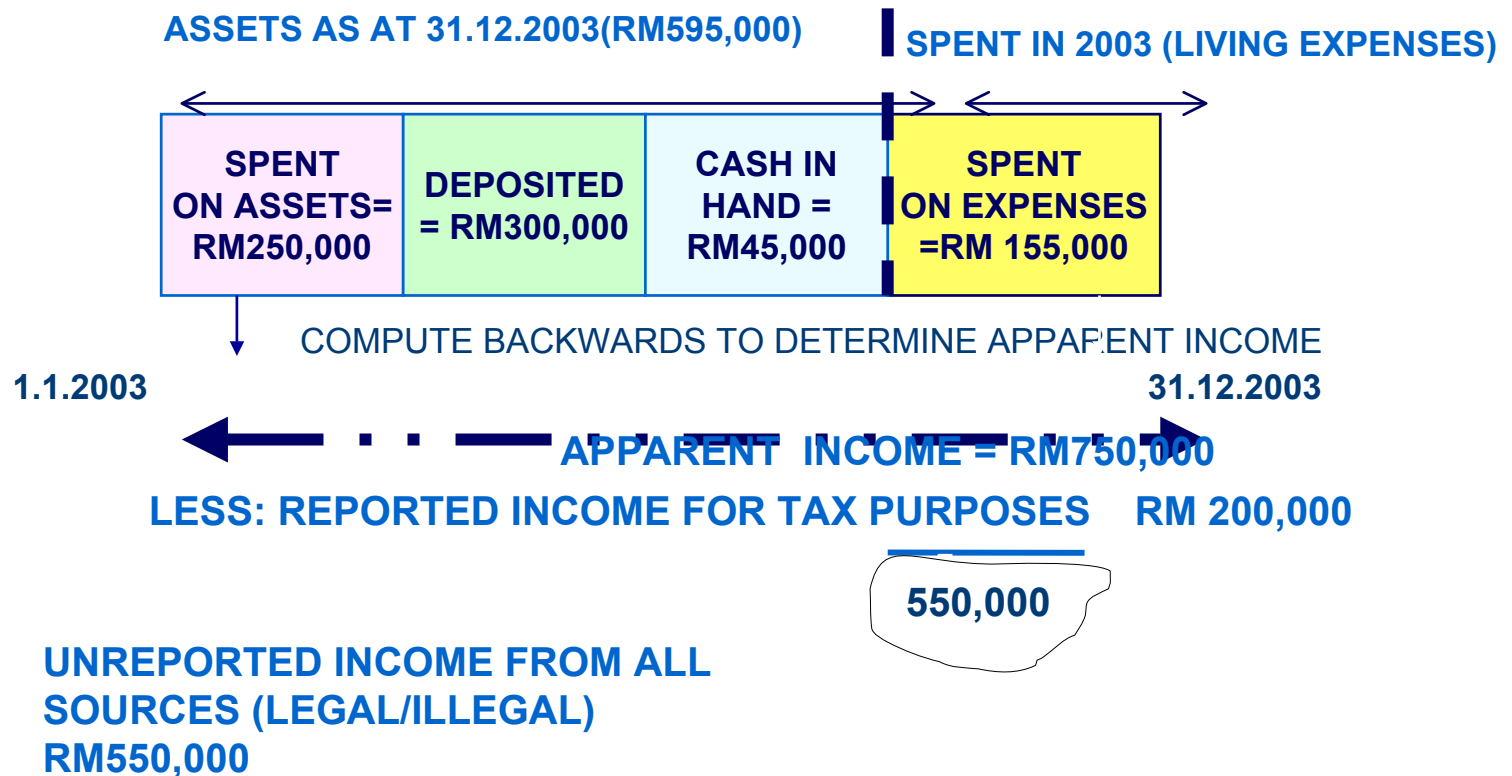 ASSETS AS AT 31.12.2003(RM595,000)
SPENT IN 2003 (LIVING EXPENSES)
SPENT
ON ASSETS=
RM250,000
DEPOSITED
= RM300,000
CASH IN
HAND =
RM45,000
SPENT
ON EXPENSES
=RM 155,000
COMPUTE BACKWARDS TO DETERMINE APPARENT INCOME
1.1.2003
31.12.2003
APPARENT INCOME = RM750,000
LESS: REPORTED INCOME FOR TAX PURPOSES RM 200,000
550,000
UNREPORTED INCOME FROM ALL
SOURCES (LEGAL/ILLEGAL)
RM550,000